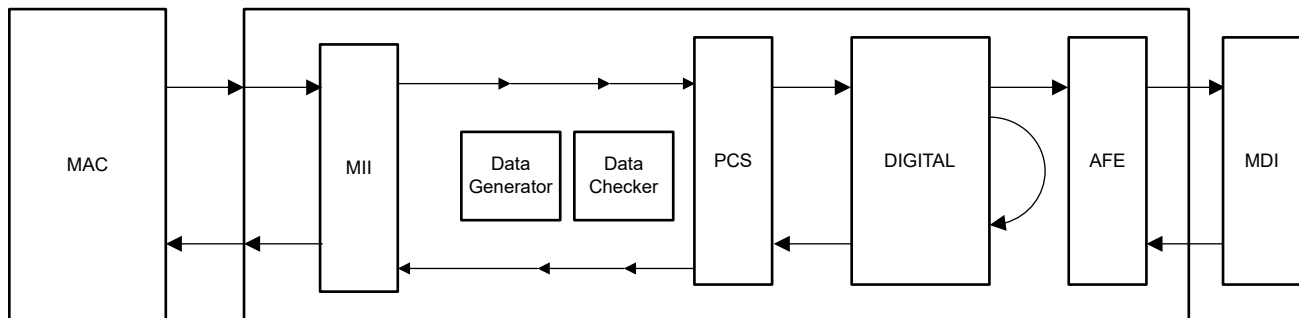 MAC
MII
Data
Generator
Data
Checker
PCS
DIGITAL
AFE
MDI